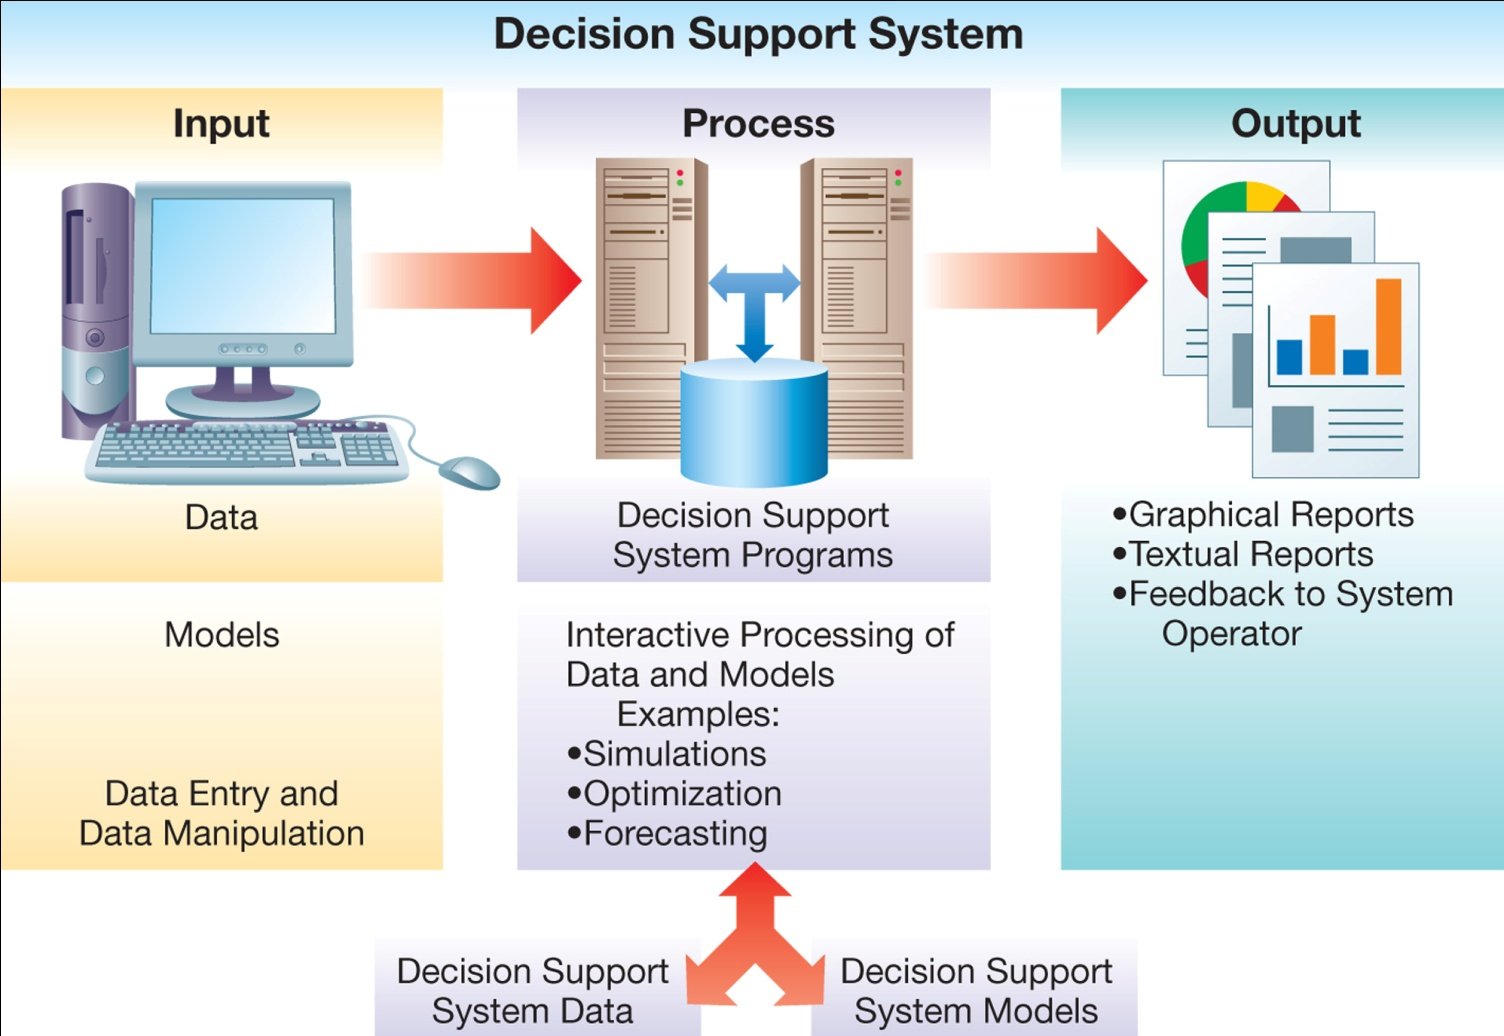 Decision Support System
Input
Data
Models
Data Entry and
Data Manipulation
Process
Decision Support
System Programs
Interactive Processing of
Data and Models
Examples:
•Simulations
•Optimization
•Forecasting
Output
•Graphical Reports
•Textual Reports
•Feedback to System
Operator
Decision Support
System Data
Decision Support
System Models